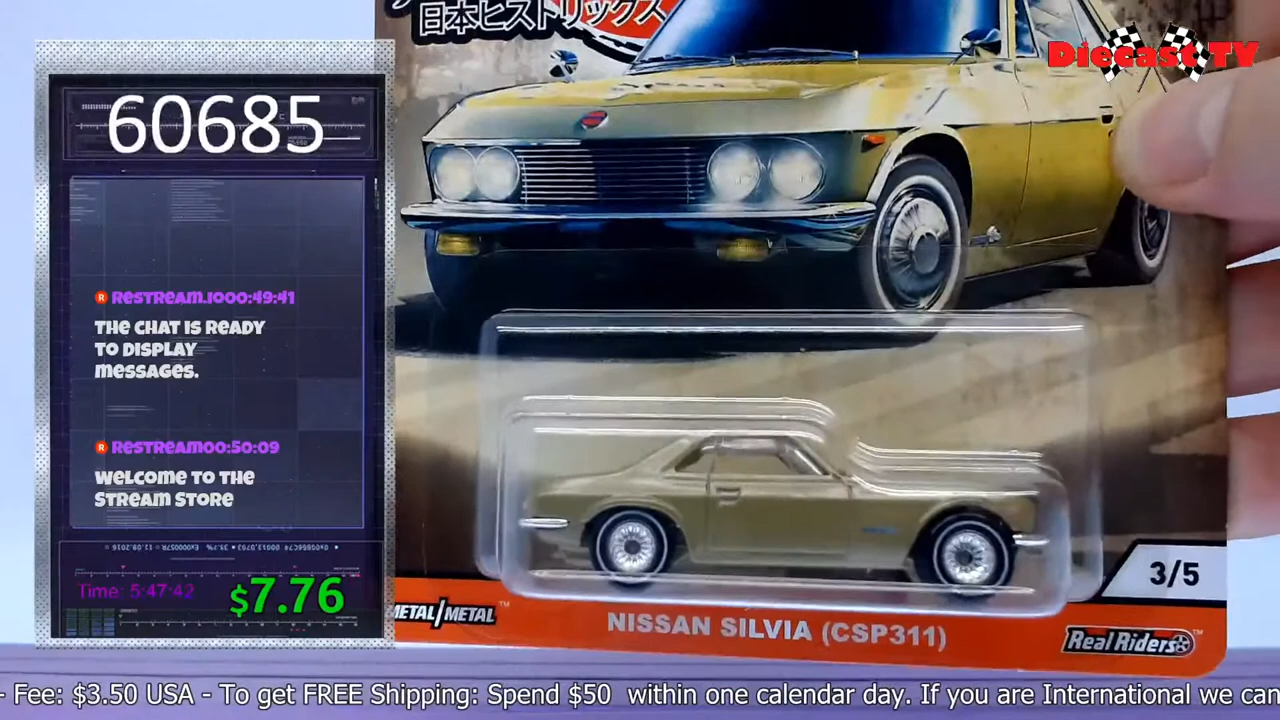 日本ヒストリックス
Diecast TV
60685
Restream.io00:49:41
THE CHAT IS READY
TO DISPLAY
MESSAGES.
Restream00:50:09
WELCOME TO THE
STREAM STORE
Time: 5:47:42
$7.76
METAL/METAL™
NISSAN SILVIA (CSP311)
3/5
Real Riders™
- Fee: $3.50 USA - To get FREE Shipping: Spend $50 within one calendar day. If you are International we can